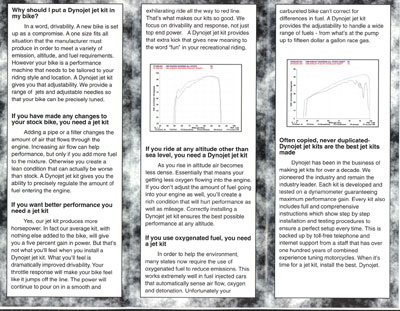 Why should I put a Dynojet jet kit in
my bike?
In a word, drivability. A new bike is set
up as a compromise. A one size fits all
situation that the manufacturer must
produce in order to meet a variety of
emission, altitude, and fuel requirements.
However your bike is a performance
machine that needs to be tailored to your
riding style and location. A Dynojet jet kit
gives you that adjustability. We provide a
range of jets and adjustable needles so
that your bike can be precisely tuned.
If you have made any changes to
your stock bike, you need a jet kit
Adding a pipe or a filter changes the
amount of air that flows through the
engine. Increasing air flow can help
performance, but only if you add more fuel
to the mixture. Otherwise you create a
lean condition that can actually be worse
than stock. A Dynojet jet kit gives you the
ability to precisely regulate the amount of
fuel entering the engine.
If you want better performance you
need a jet kit
Yes, our jet kit produces more
horsepower. In fact our average kit, with
nothing else added to the bike, will give
you a five percent gain in power. But that's
not what you'll feel when you install a
Dynojet jet kit. What you'll feel is
dramatically improved drivability. Your
throttle response will make your bike feel
like it jumps off the line. The power will
continue to pour on in a smooth and
exhilarating ride all the way to red line.
That's what makes our kits so good. We
focus on drivability and response, not just
top end power. A Dynojet jet kit provides
that extra kick that gives new meaning to
the word "fun" in your recreational riding.
If you ride at any altitude other than
sea level, you need a Dynojet jet kit
As you rise in altitude air becomes
less dense. Essentially that means your
getting less oxygen flowing into the engine.
If you don't adjust the amount of fuel going
into your engine as well, you'll create a
rich condition that will hurt performance as
well as mileage. Correctly installing a
Dynojet jet kit ensures the best possible
performance at any altitude.
If you use oxygenated fuel, you need
a jet kit
In order to help the environment,
many states now require the use of
oxygenated fuel to reduce emissions. This
works extremely well in fuel injected cars
that automatically sense air flow, oxygen
and detonation. Unfortunately your
carbureted bike can't correct for
differences in fuel. A Dynojet jet kit
provides the adjustability to handle a wide
range of fuels - from what's at the pump
up to fifteen dollar a gallon race gas.
Often copied, never duplicated-
Dynojet jet kits are the best jet kits
made
Dynojet has been in the business of
making jet kits for over a decade. We
pioneered the industry and remain the
industry leader. Each kit is developed and
tested on a dynamometer guaranteeing
maximum performance gain. Every kit also
includes full and comprehensive
instructions which show step by step
installation and testing procedures to
ensure a perfect setup every time. This is
backed up by toll-free telephone and
internet support from a staff that has over
one hundred years of combined
experience tuning motorcycles. When it's
time for a jet kit, install the best. Dynojet.